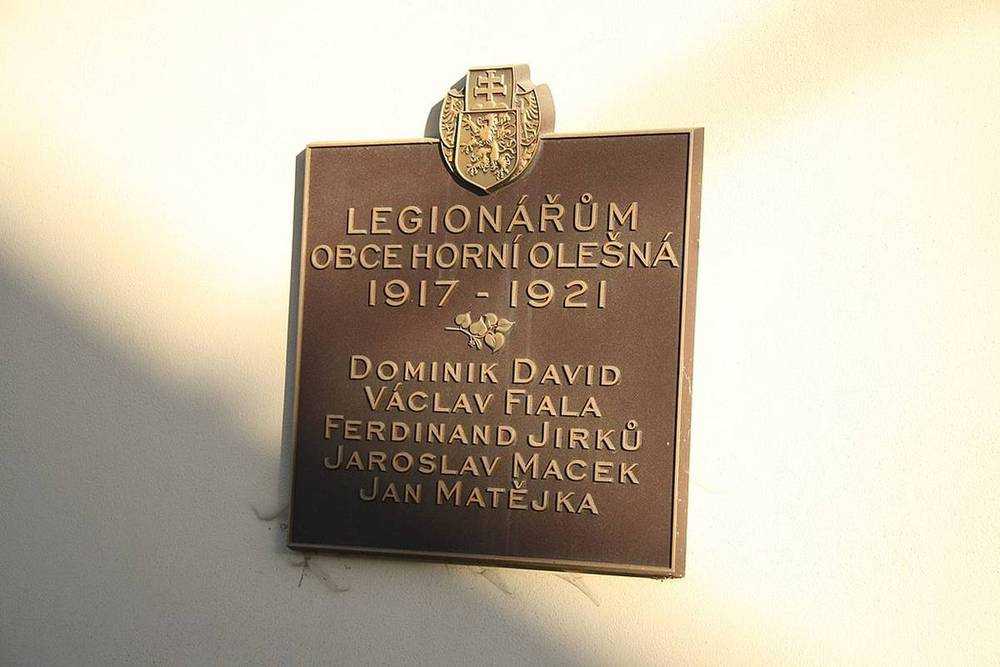 LEGIONÁŘŮM
OBCE HORNÍ OLEŠNÁ
1917 - 1921
DOMINIK DAVID
VÁCLAV FIALA
FERDINAND JIRKŮ
JAROSLAV MACEK
JAN MATĚJKA